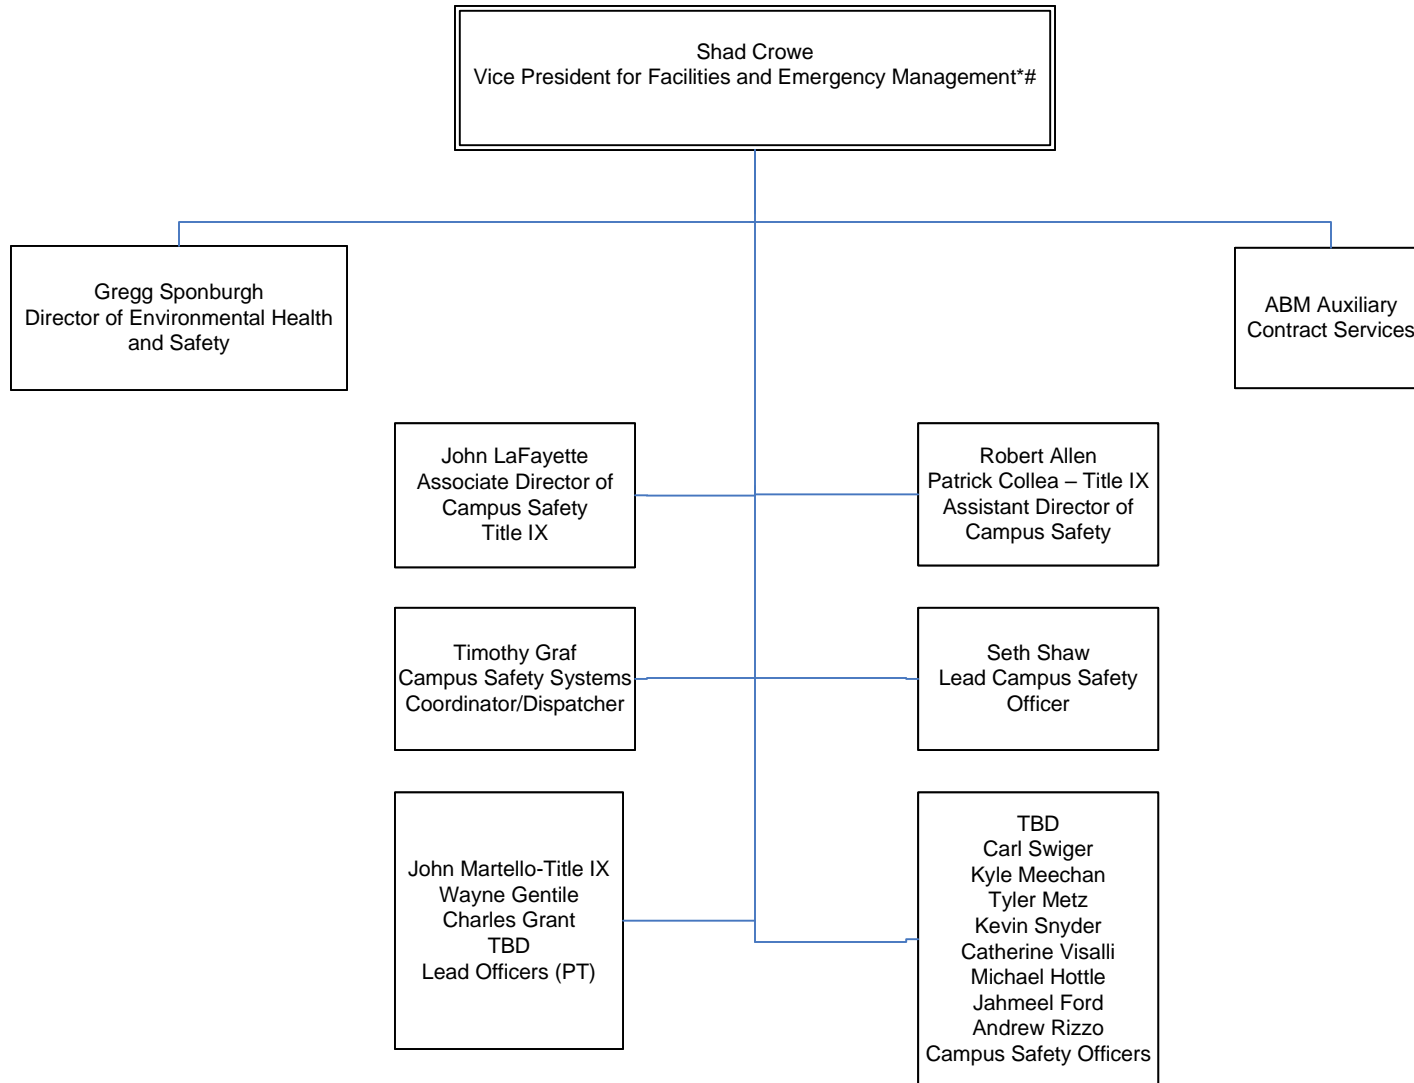 Shad Crowe
Vice President for Facilities and Emergency Management*#
Gregg Sponburgh
Director of Environmental Health
and Safety
ABM Auxiliary
Contract Services
John LaFayette
Associate Director of
Campus Safety
Title IX
Robert Allen
Patrick Collea – Title IX
Assistant Director of
Campus Safety
Timothy Graf
Campus Safety Systems
Coordinator/Dispatcher
Seth Shaw
Lead Campus Safety
Officer
John Martello-Title IX
Wayne Gentile
Charles Grant
TBD
Lead Officers (PT)
TBD
Carl Swiger
Kyle Meechan
Tyler Metz
Kevin Snyder
Catherine Visalli
Michael Hottle
Jahmeel Ford
Andrew Rizzo
Campus Safety Officers